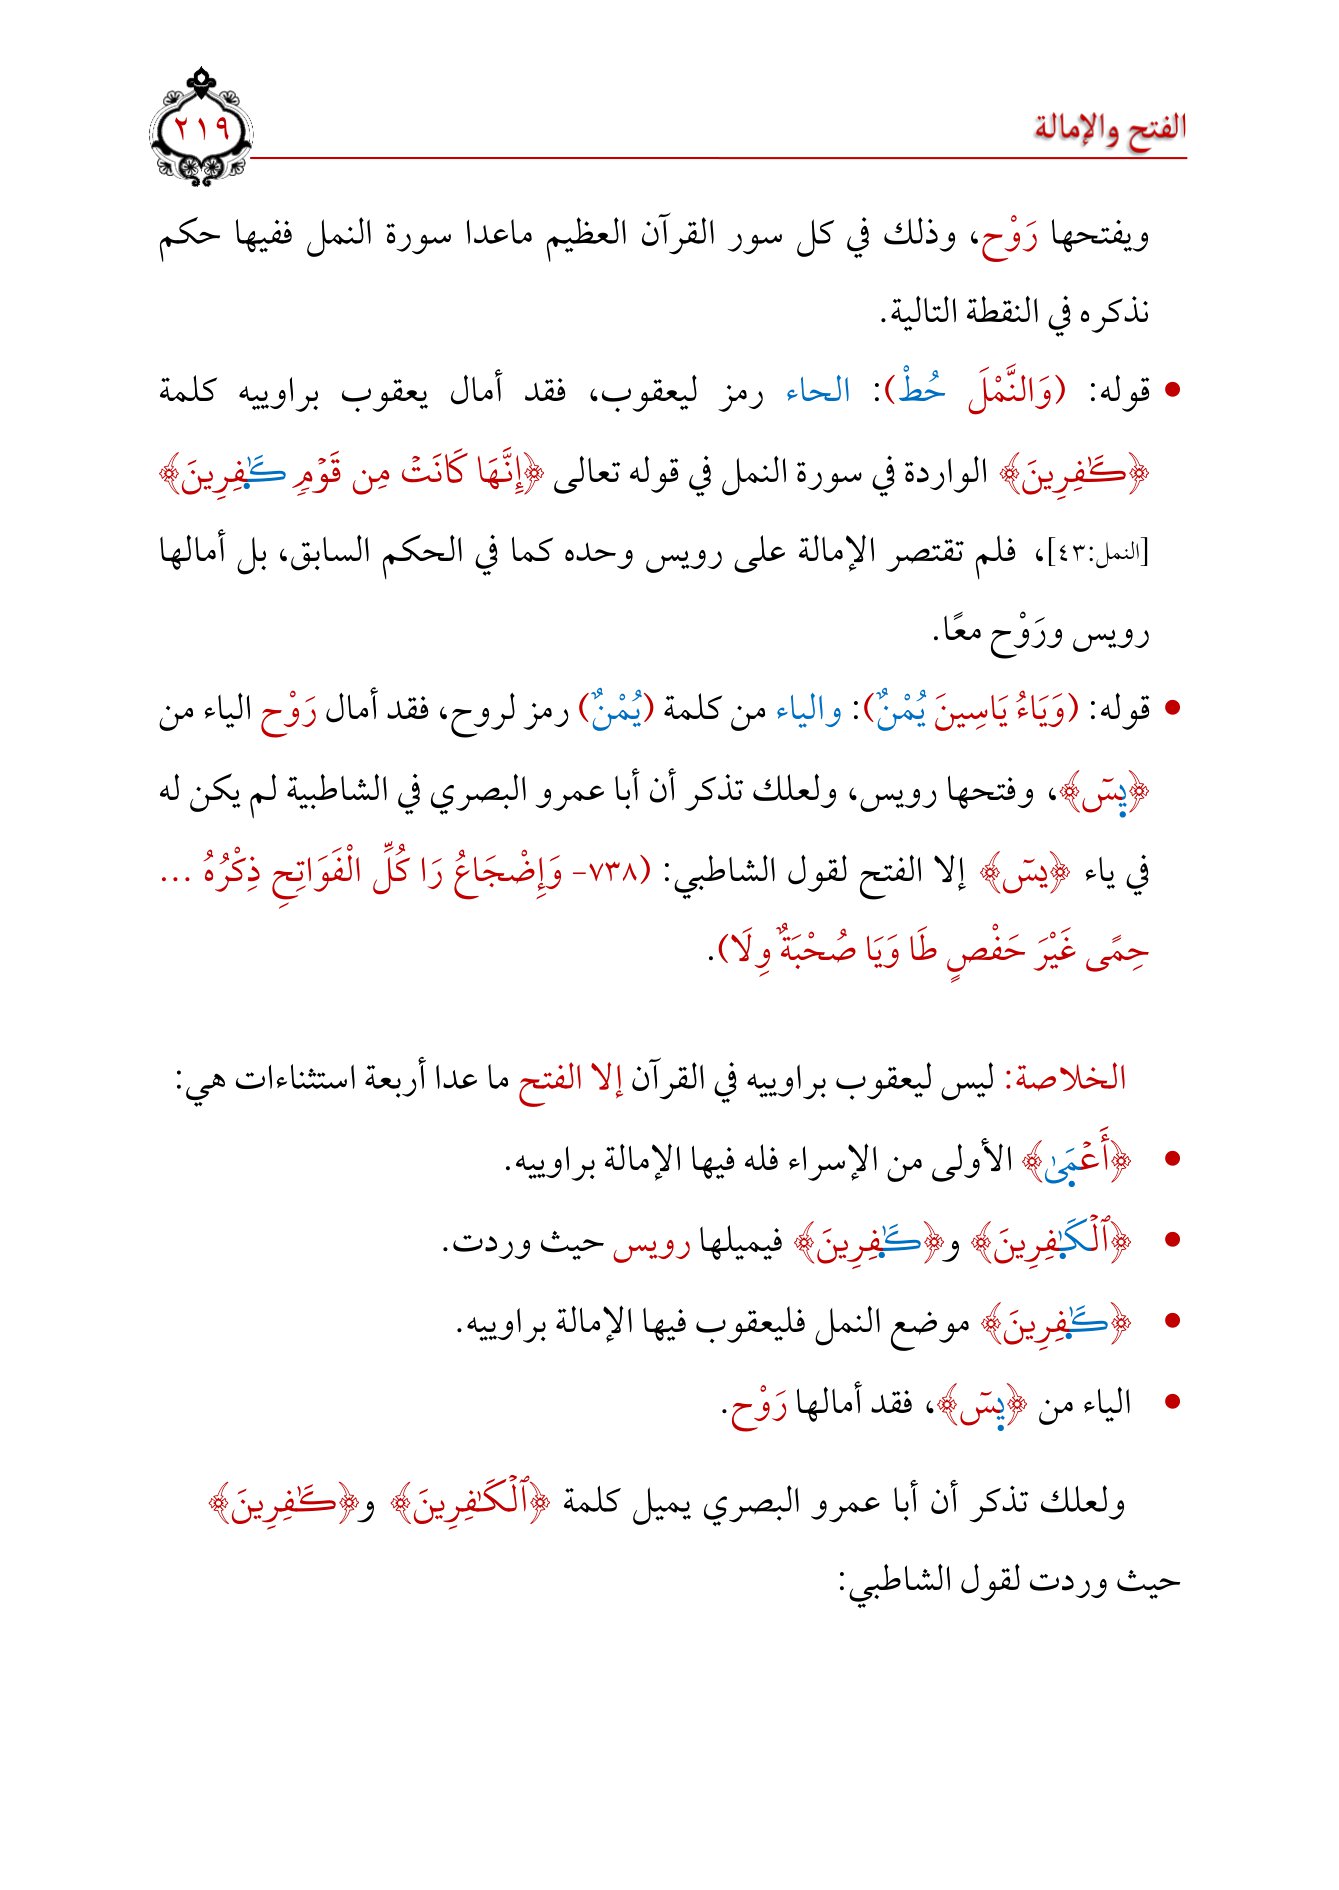 الفتح والإمالة
٢١٩
ويفتحها رَوْح، وذلك في كل سور القرآن العظيم ماعدا سورة النمل ففيها حكم
نذكره في النقطة التالية.
• قوله: (وَالنَّمْلَ حُطْ): الحاء رمز ليعقوب، فقد أمال يعقوب براوييه كلمة
﴿كَٰفِرِينَ﴾ الواردة في سورة النمل في قوله تعالى ﴿إِنَّهَا كَانَتۡ مِن قَوۡمٖ كَٰفِرِينَ﴾
[النمل:٤٣]، فلم تقتصر الإمالة على رويس وحده كما في الحكم السابق، بل أمالها
رويس ورَوْح معًا.
• قوله: (وَيَاءُ يَاسِينَ يُمْنٌ): والياء من كلمة (يُمْنٌ) رمز لروح، فقد أمال رَوْح الياء من
﴿يسٓ﴾، وفتحها رويس، ولعلك تذكر أن أبا عمرو البصري في الشاطبية لم يكن له
في ياء ﴿يسٓ﴾ إلا الفتح لقول الشاطبي: (٧٣٨- وَإِضْجَاعُ رَا كُلِّ الْفَوَاتِحِ ذِكْرُهُ ...
حِمًى غَيْرَ حَفْصٍ طَا وَيَا صُحْبَةٌ وِلَا).
الخلاصة: ليس ليعقوب براوييه في القرآن إلا الفتح ما عدا أربعة استثناءات هي:
• ﴿أَعۡمَىٰ﴾ الأولى من الإسراء فله فيها الإمالة براوييه.
• ﴿ٱلۡكَٰفِرِينَ﴾ و﴿كَٰفِرِينَ﴾ فيميلها رويس حيث وردت.
• ﴿كَٰفِرِينَ﴾ موضع النمل فليعقوب فيها الإمالة براوييه.
• الياء من ﴿يسٓ﴾، فقد أمالها رَوْح.
ولعلك تذكر أن أبا عمرو البصري يميل كلمة ﴿ٱلۡكَٰفِرِينَ﴾ و﴿كَٰفِرِينَ﴾
حيث وردت لقول الشاطبي: